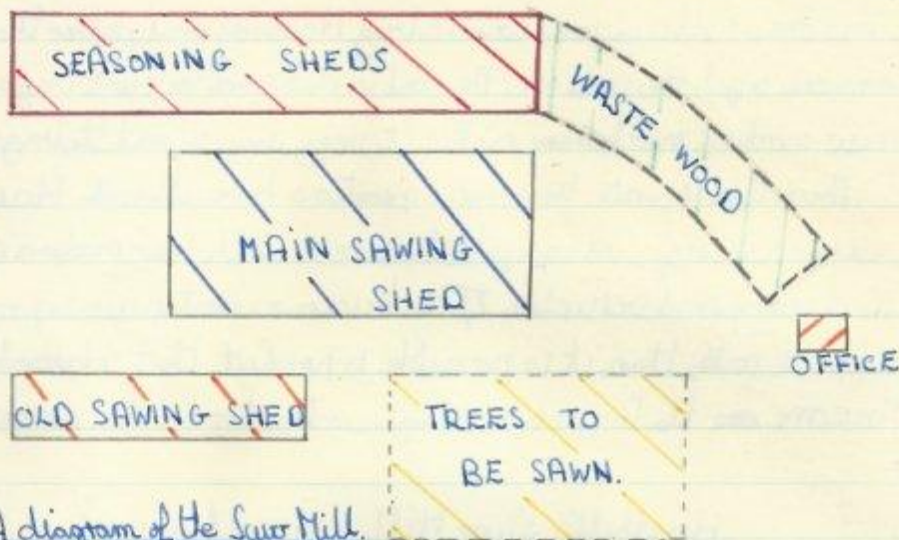 SEASONING SHEDS
WASTE
WOOD
MAIN SAWING
SHED
OFFICE
OLD SAWING SHED
TREES TO
BE SAWN.
A diagram of the Saw Mill.